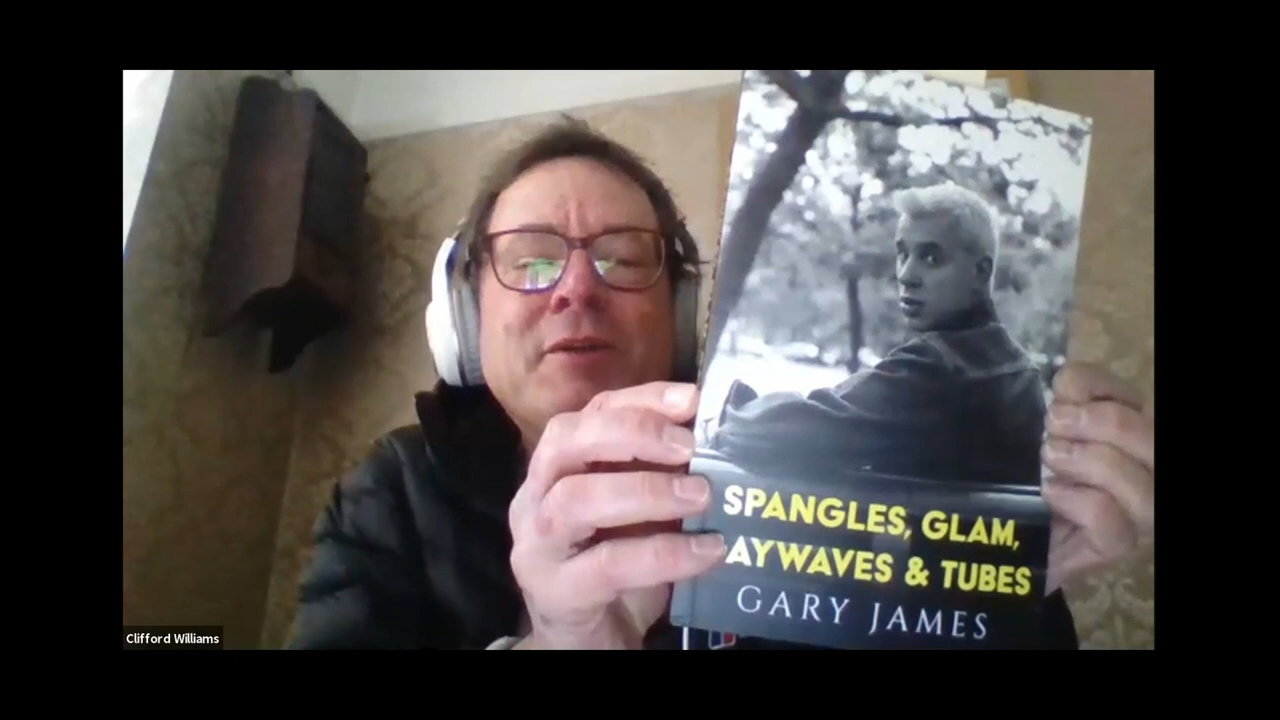 SPANGLES, GLAM,
AYWAVES & TUBES
GARY JAMES
Clifford Williams